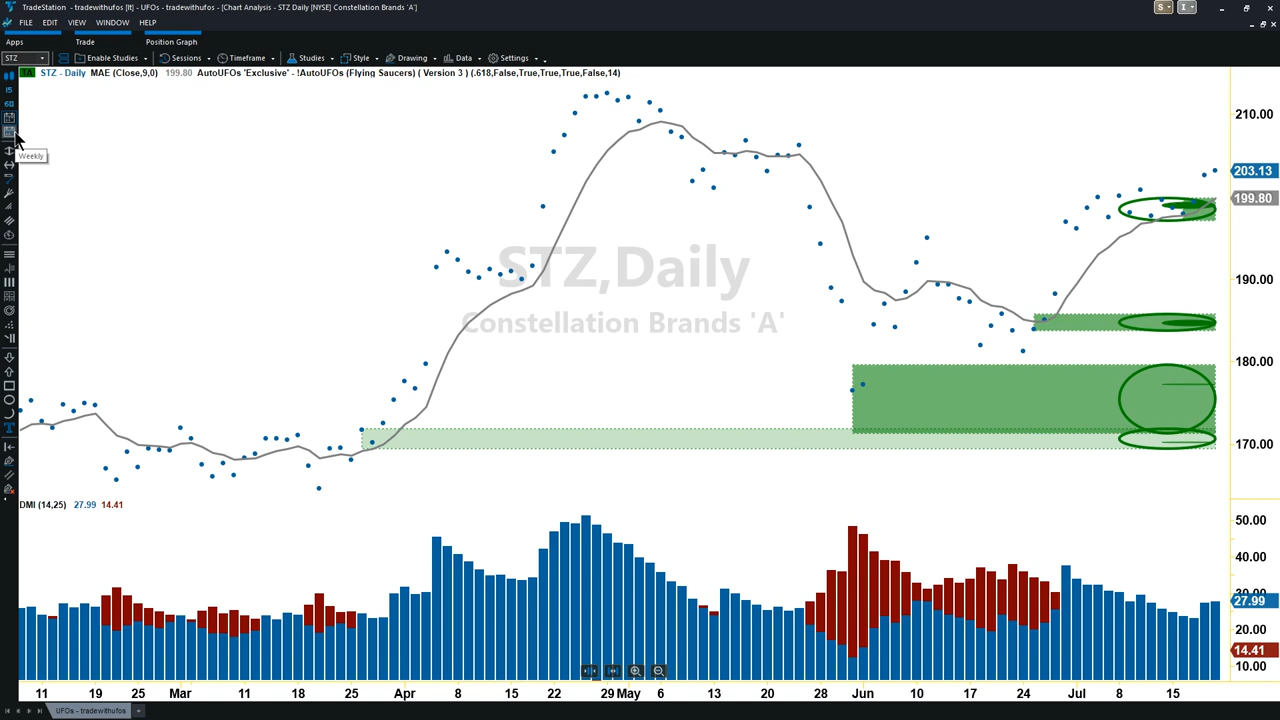 TradeStation - tradewithufos [lt] - UFOs - tradewithufos - [Chart Analysis - STZ Daily [NYSE] Constellation Brands 'A']
S
I
FILE EDIT VIEW WINDOW HELP
Apps Trade Position Graph
STZ Enable Studies Sessions Timeframe Studies Style Drawing Data Settings
STZ - Daily MAE (Close,9,0) 199.80 AutoUFOs 'Exclusive' - !AutoUFOs (Flying Saucers) ( Version 3 ) (.618,False,True,True,True,False,14)
15
60
Weekly
STZ,Daily
Constellation Brands 'A'
210.00
203.13
199.80
190.00
180.00
170.00
DMI (14,25) 27.99 14.41
50.00
40.00
30.00
27.99
20.00
14.41
10.00
11 19 25 Mar 11 18 25 Apr 8 15 22 29 May 6 13 20 28 Jun 10 17 24 Jul 8 15
UFOs - tradewithufos